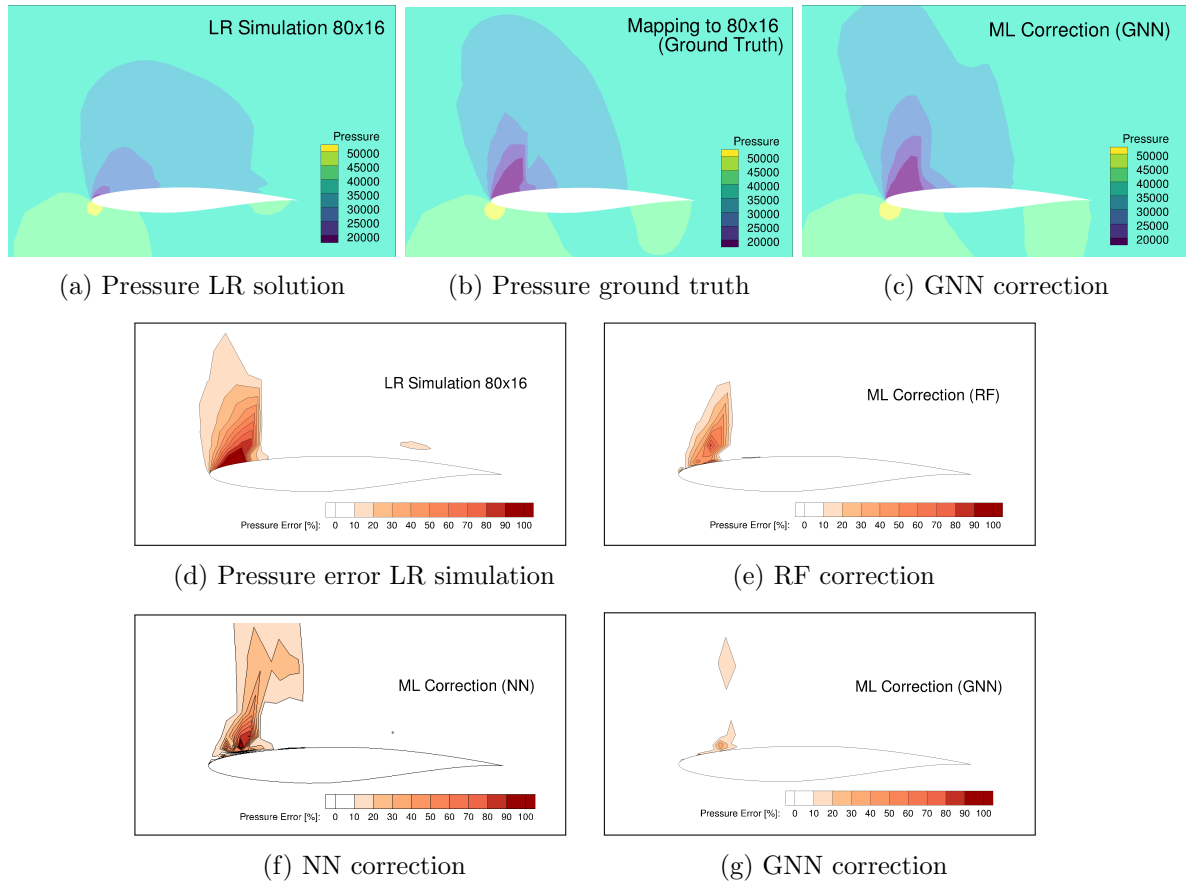 LR Simulation 80x16
Pressure
50000
45000
40000
35000
30000
25000
20000
Mapping to 80x16
(Ground Truth)
Pressure
50000
45000
40000
35000
30000
25000
20000
ML Correction (GNN)
Pressure
50000
45000
40000
35000
30000
25000
20000
(a) Pressure LR solution
(b) Pressure ground truth
(c) GNN correction
LR Simulation 80x16
Pressure Error [%]: 0 10 20 30 40 50 60 70 80 90 100
ML Correction (RF)
Pressure Error [%]: 0 10 20 30 40 50 60 70 80 90 100
(d) Pressure error LR simulation
(e) RF correction
ML Correction (NN)
Pressure Error [%]: 0 10 20 30 40 50 60 70 80 90 100
ML Correction (GNN)
Pressure Error [%]: 0 10 20 30 40 50 60 70 80 90 100
(f) NN correction
(g) GNN correction